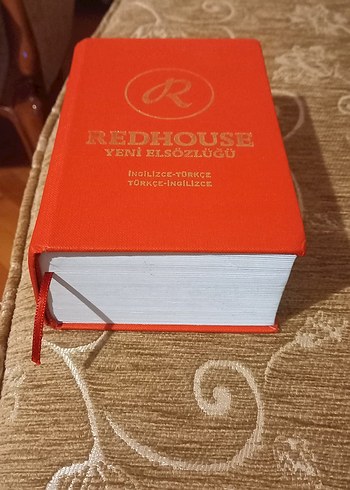 R
REDHOUSE
YENİ ELSÖZLÜĞÜ
İNGİLİZCE-TÜRKÇE
TÜRKÇE-İNGİLİZCE